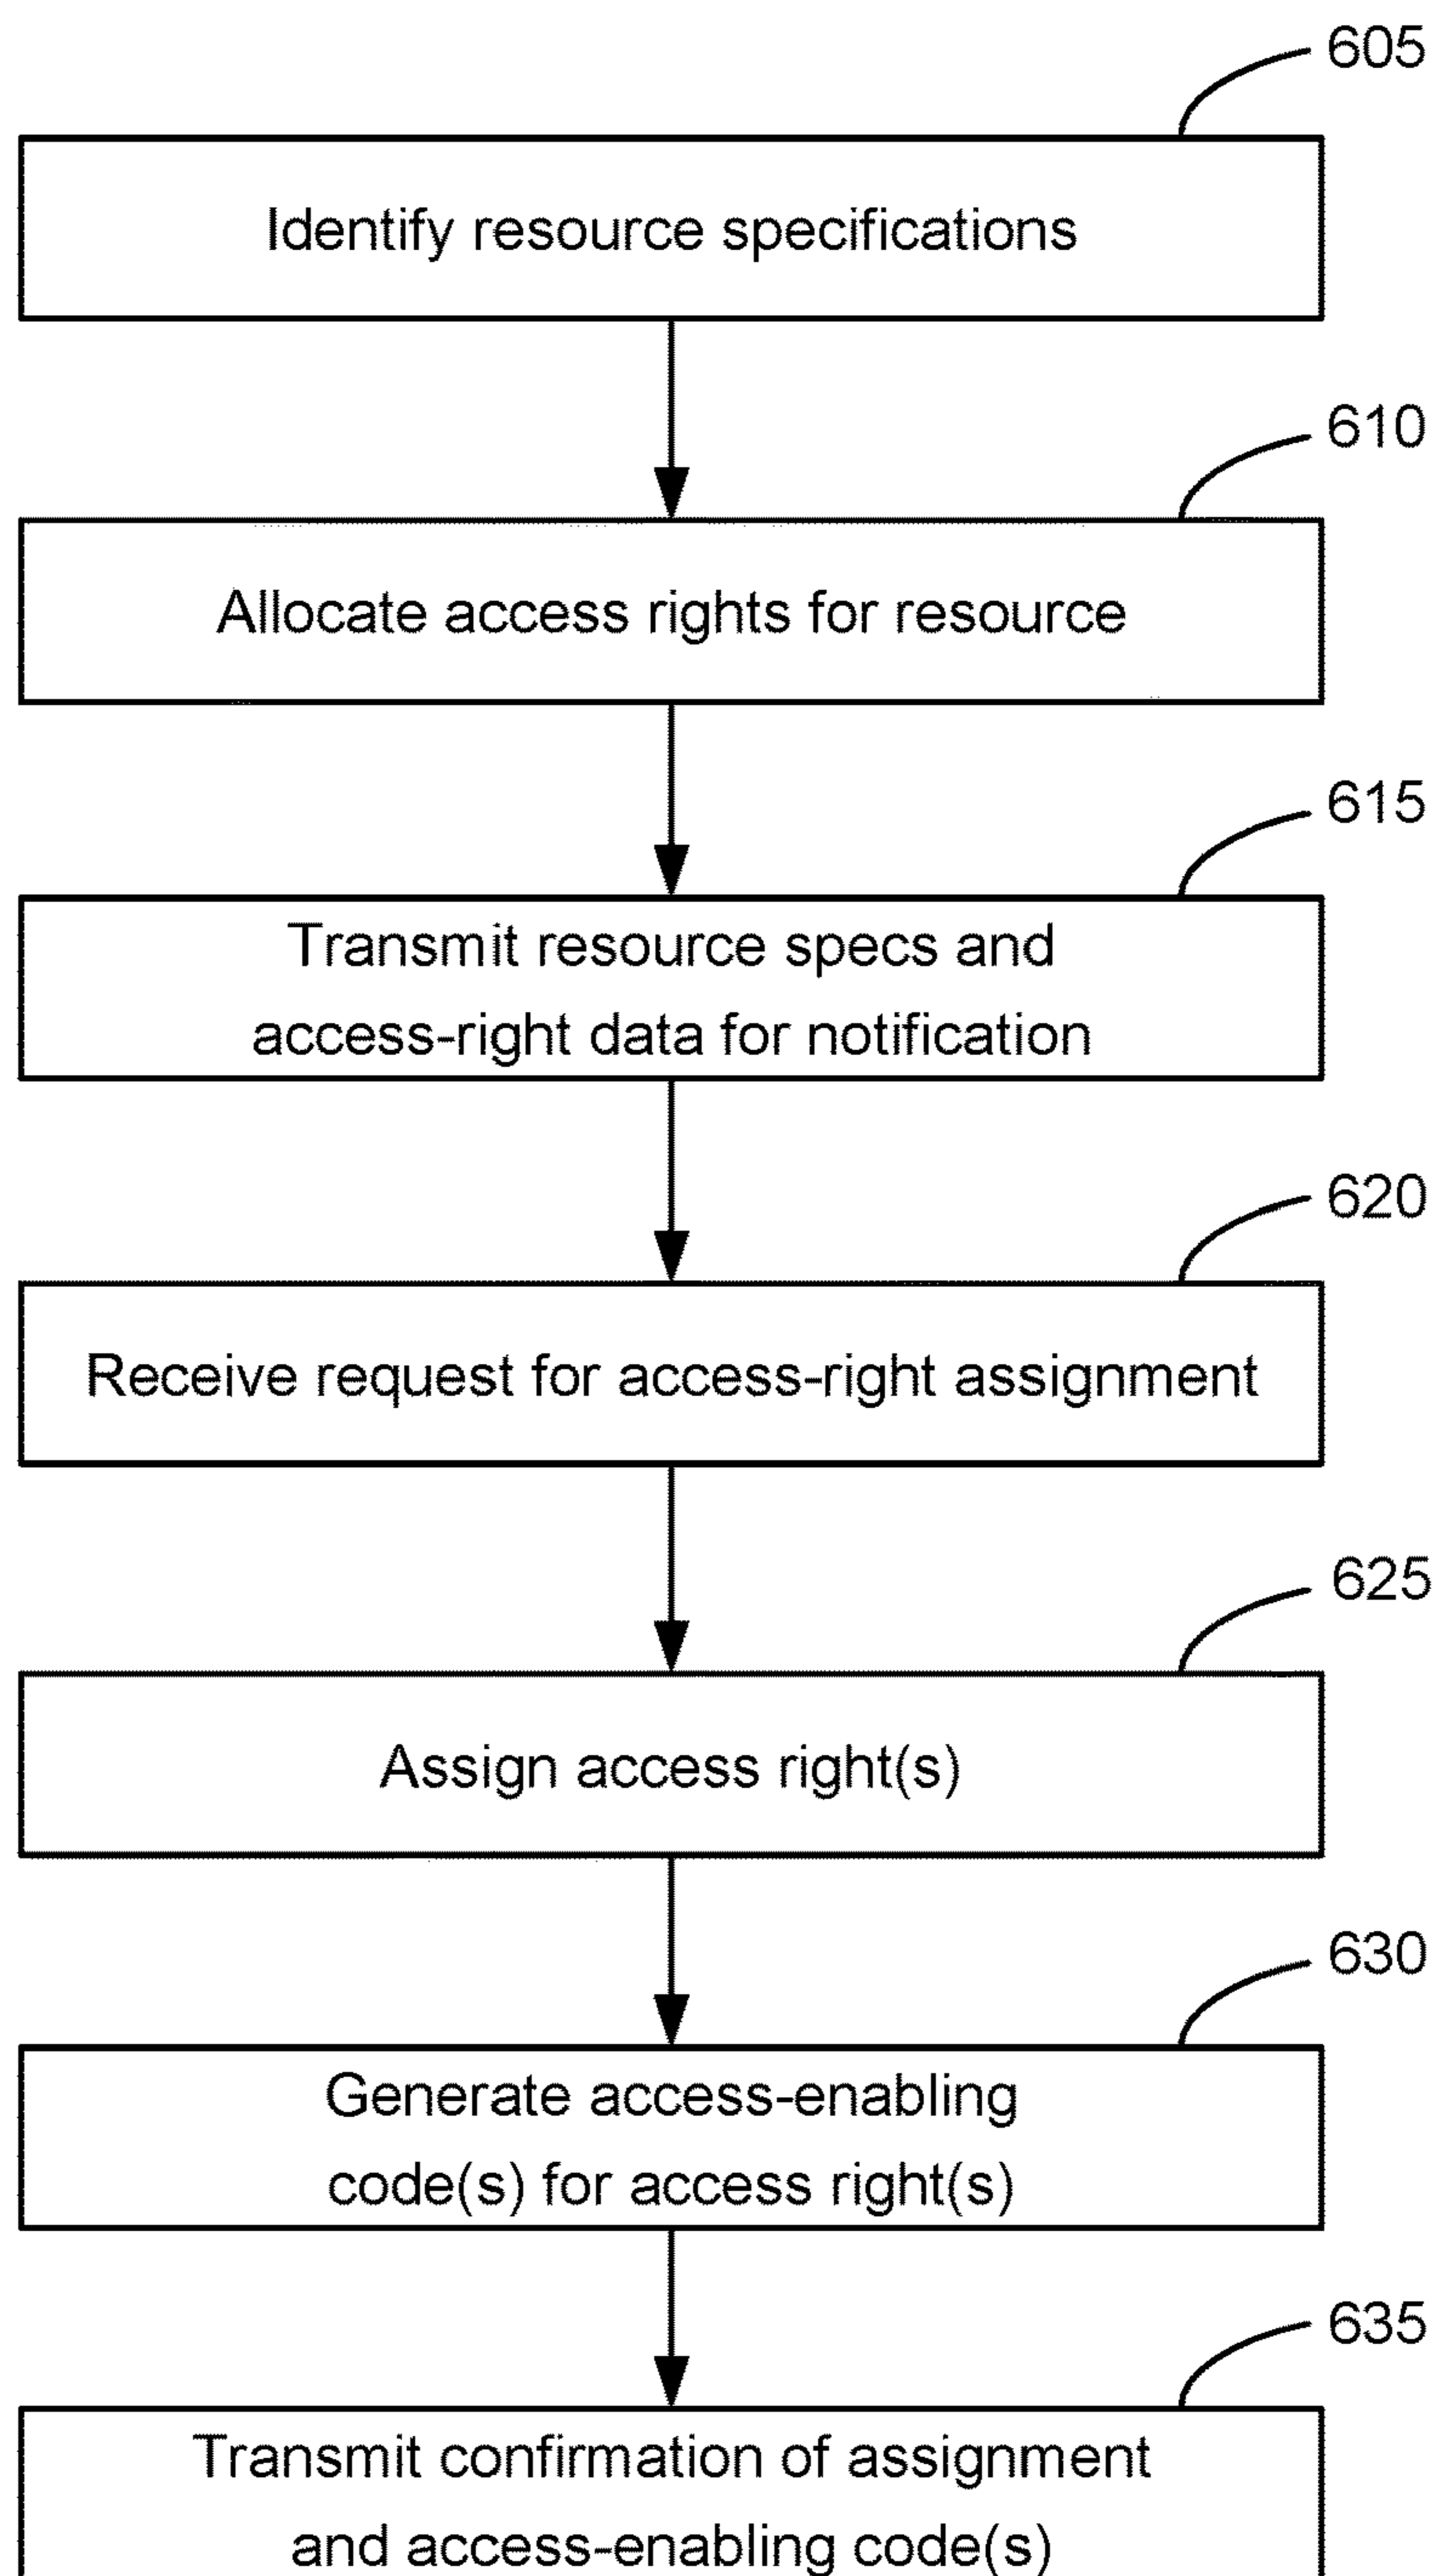 605
Identify resource specifications
610
Allocate access rights for resource
615
Transmit resource specs and
access-right data for notification
620
Receive request for access-right assignment
625
Assign access right(s)
630
Generate access-enabling
code(s) for access right(s)
635
Transmit confirmation of assignment
and access-enabling code(s)